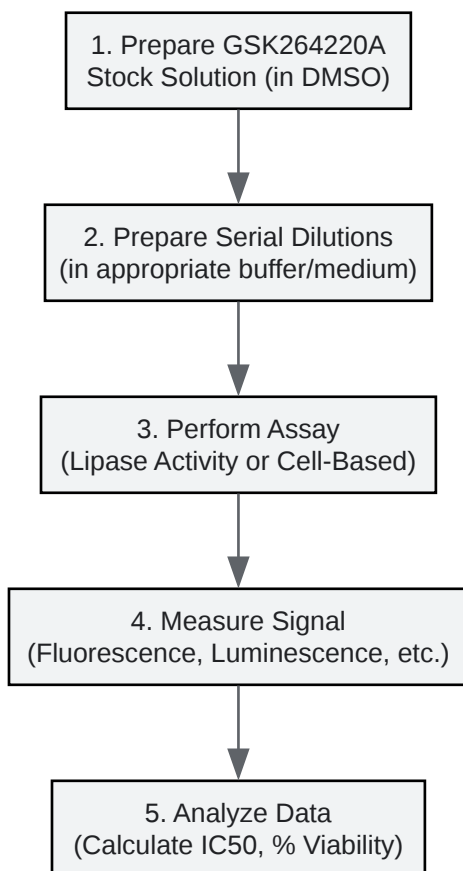 1. Prepare GSK264220A
Stock Solution (in DMSO)
2. Prepare Serial Dilutions
(in appropriate buffer/medium)
3. Perform Assay
(Lipase Activity or Cell-Based)
4. Measure Signal
(Fluorescence, Luminescence, etc.)
5. Analyze Data
(Calculate IC50, % Viability)